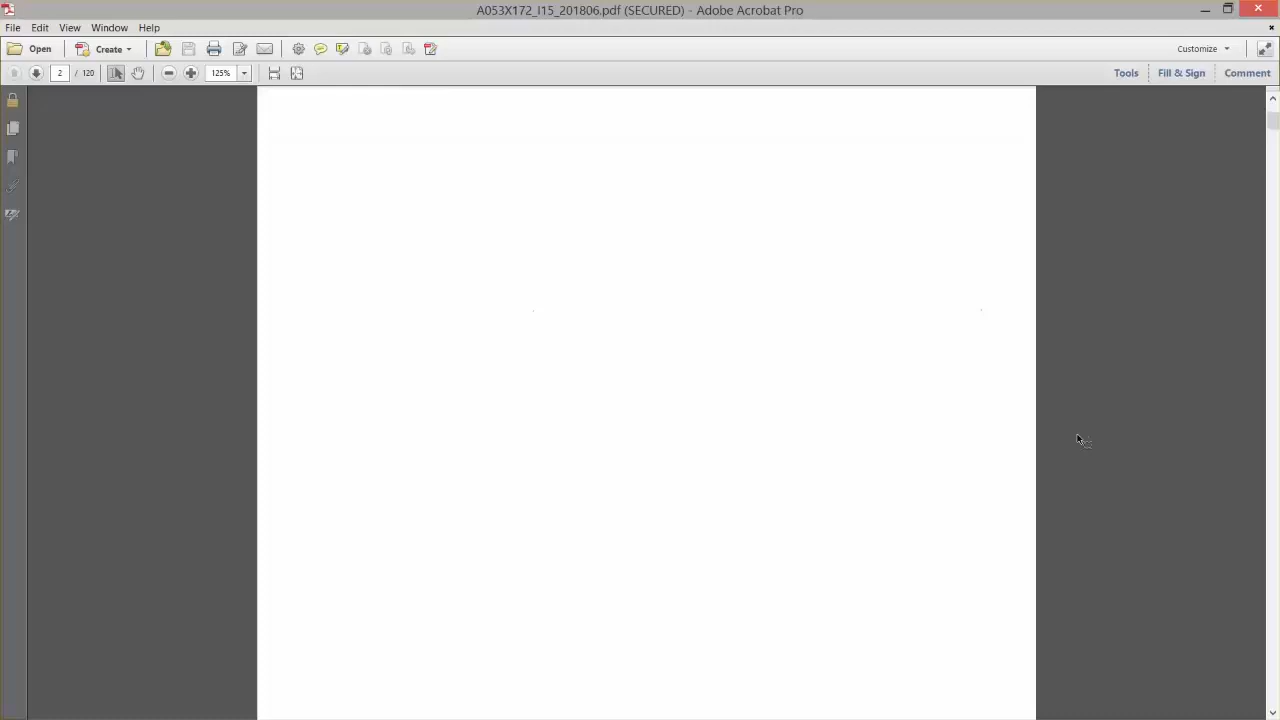 A053X172_I15_201806.pdf (SECURED) - Adobe Acrobat Pro
File Edit View Window Help
Open Create Customize
2 / 120 125% Tools Fill & Sign Comment